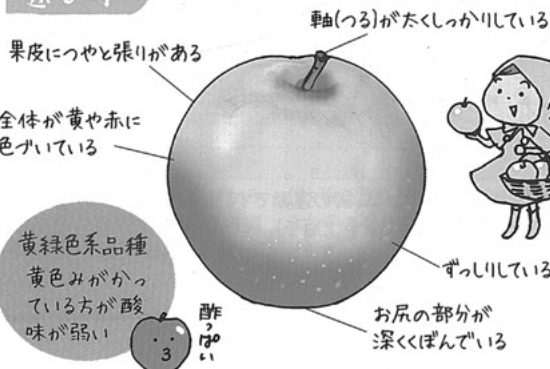 軸(つる)が太くしっかりしている
果皮につやと張りがある
全体が黄や赤に
色づいている
黄緑色系品種
黄色みがかっ
ている方が酸
味が弱い
酢っぱい
ずっしりしている
お尻の部分が
深くくぼんでいる